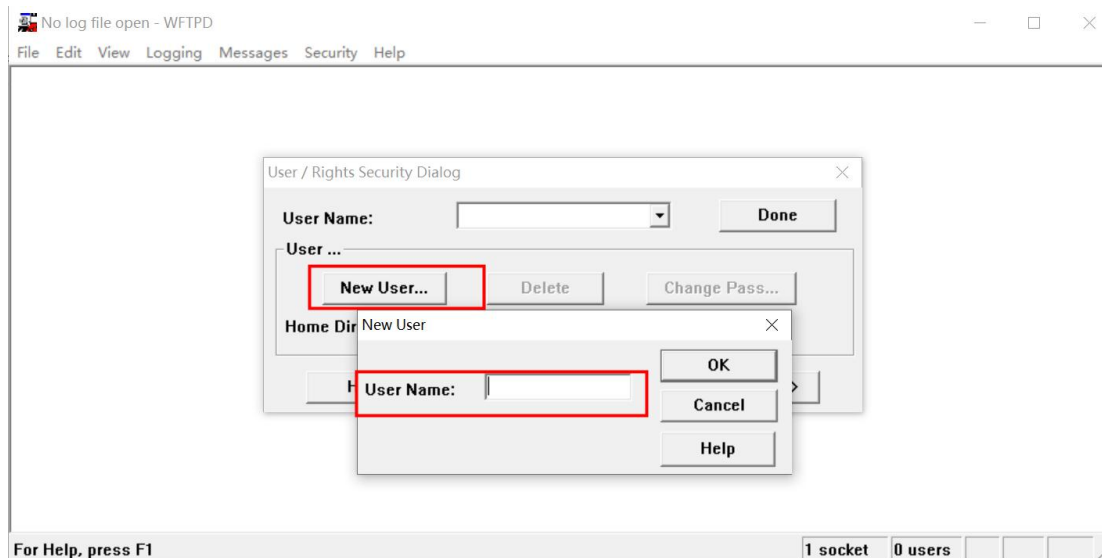 No log file open - WFTPD
File Edit View Logging Messages Security Help
User / Rights Security Dialog
User Name:
Done
User ...
New User...
Delete
Change Pass...
Home Dir
New User
User Name:
OK
Cancel
Help
H
>
For Help, press F1
1 socket
0 users